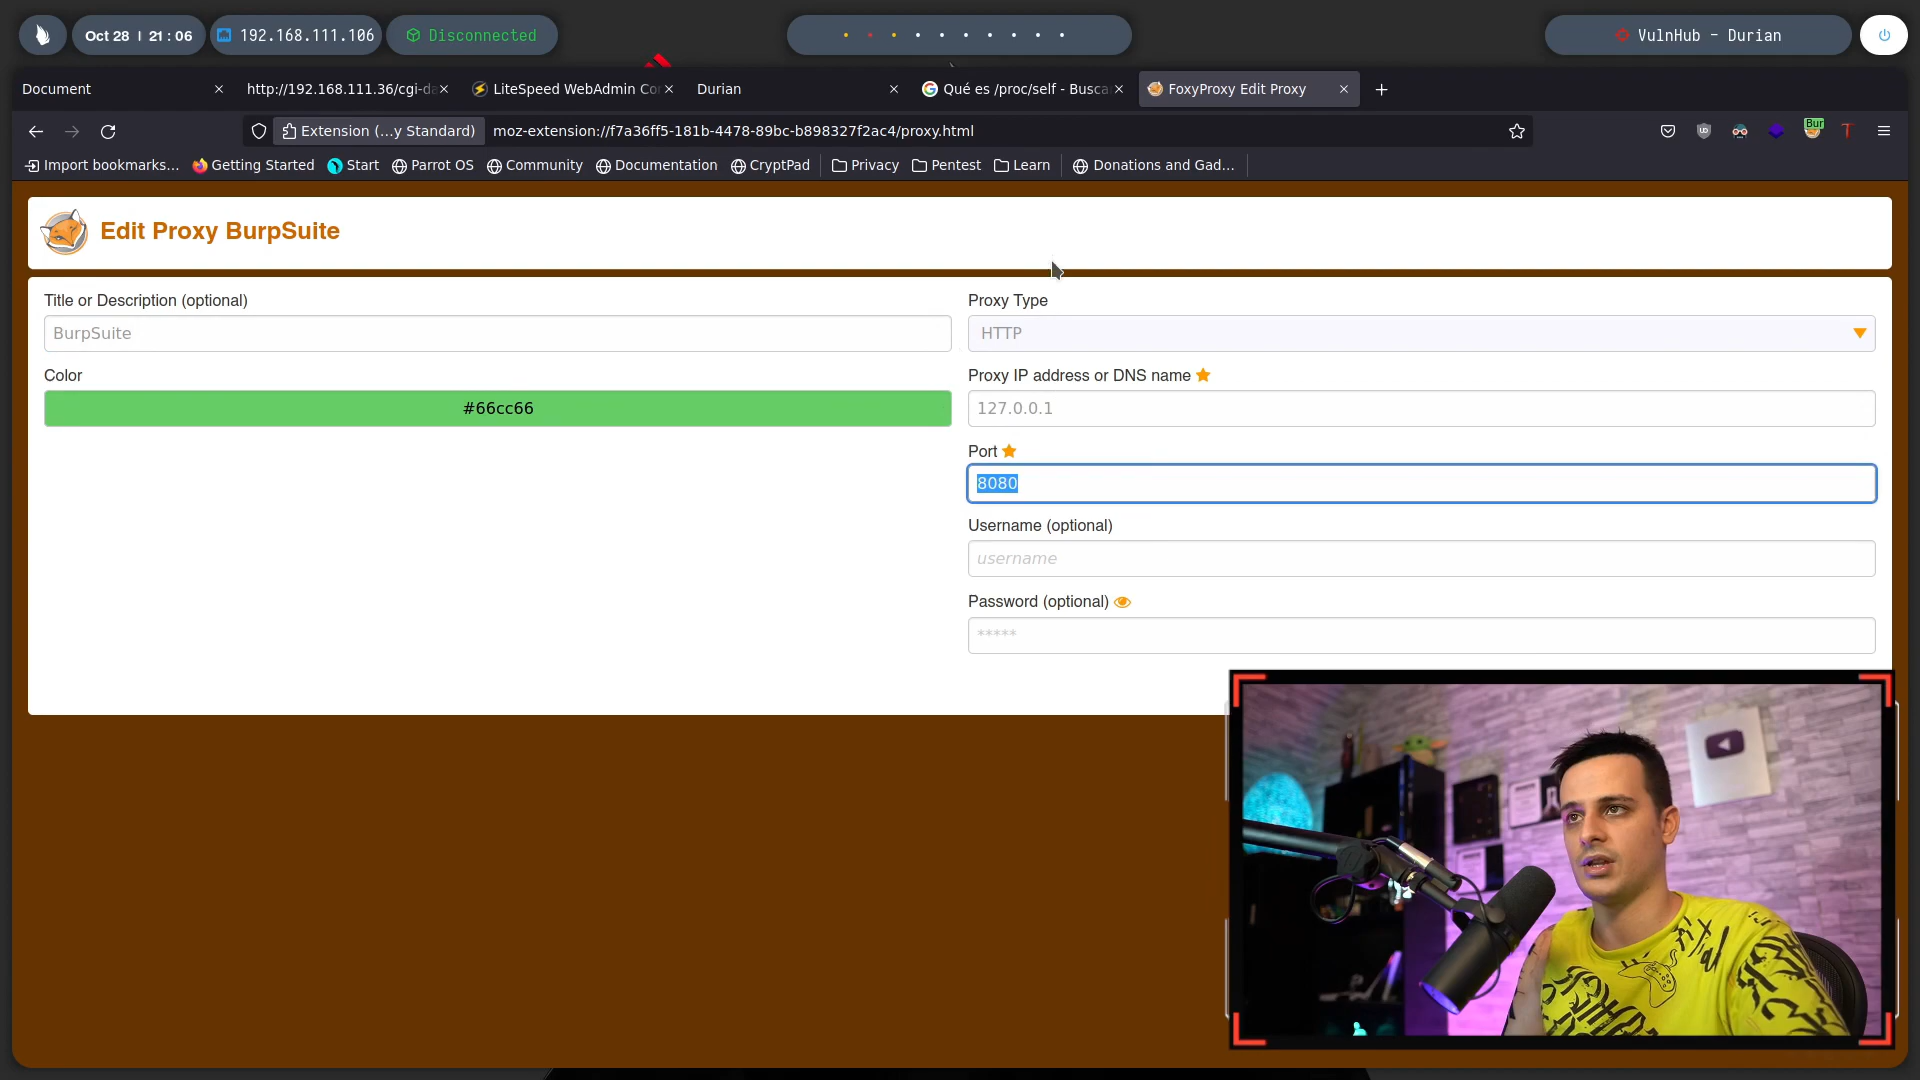 Oct 28 | 21:06
192.168.111.106
Disconnected
VulnHub - Durian
Document
http://192.168.111.36/cgi-da
LiteSpeed WebAdmin Con
Durian
Qué es /proc/self - Busca
FoxyProxy Edit Proxy
Extension (...y Standard)
moz-extension://f7a36ff5-181b-4478-89bc-b898327f2ac4/proxy.html
Bur
Import bookmarks...
Getting Started
Start
Parrot OS
Community
Documentation
CryptPad
Privacy
Pentest
Learn
Donations and Gad...
Edit Proxy BurpSuite
Title or Description (optional)
BurpSuite
Color
#66cc66
Proxy Type
HTTP
Proxy IP address or DNS name
127.0.0.1
Port
8080
Username (optional)
username
Password (optional)
*****